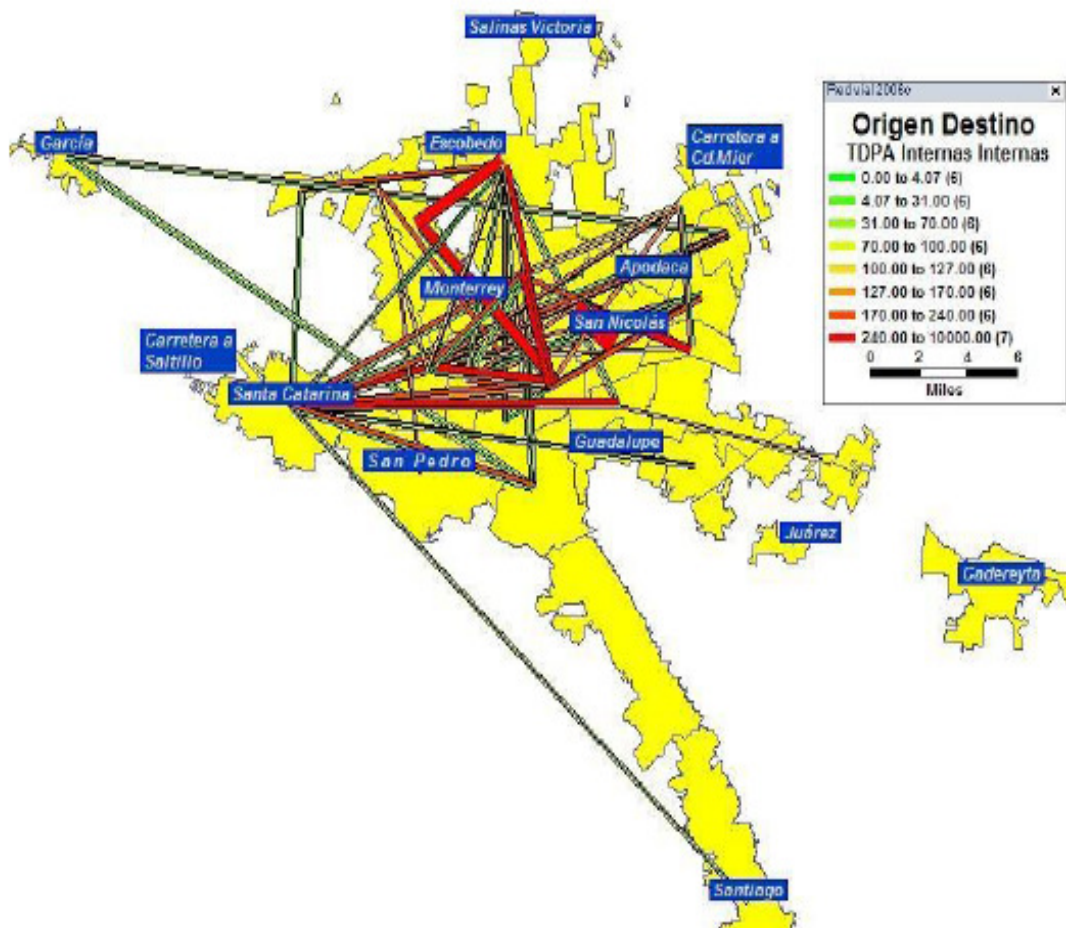 Salinas Victoria
García
Escobedo
Carretera a
Cd.Mier
Redvial2006c
Origen Destino
TDPA Internas Internas
0.00 to 4.07 (6)
4.07 to 31.00 (6)
31.00 to 70.00 (6)
70.00 to 100.00 (6)
100.00 to 127.00 (6)
127.00 to 170.00 (6)
170.00 to 240.00 (6)
240.00 to 10000.00 (7)
0 2 4 6
Miles
Apodaca
Monterrey
San Nicolás
Carretera a
Saltillo
Santa Catarina
Guadalupe
San Pedro
Juárez
Cadereyta
Santiago